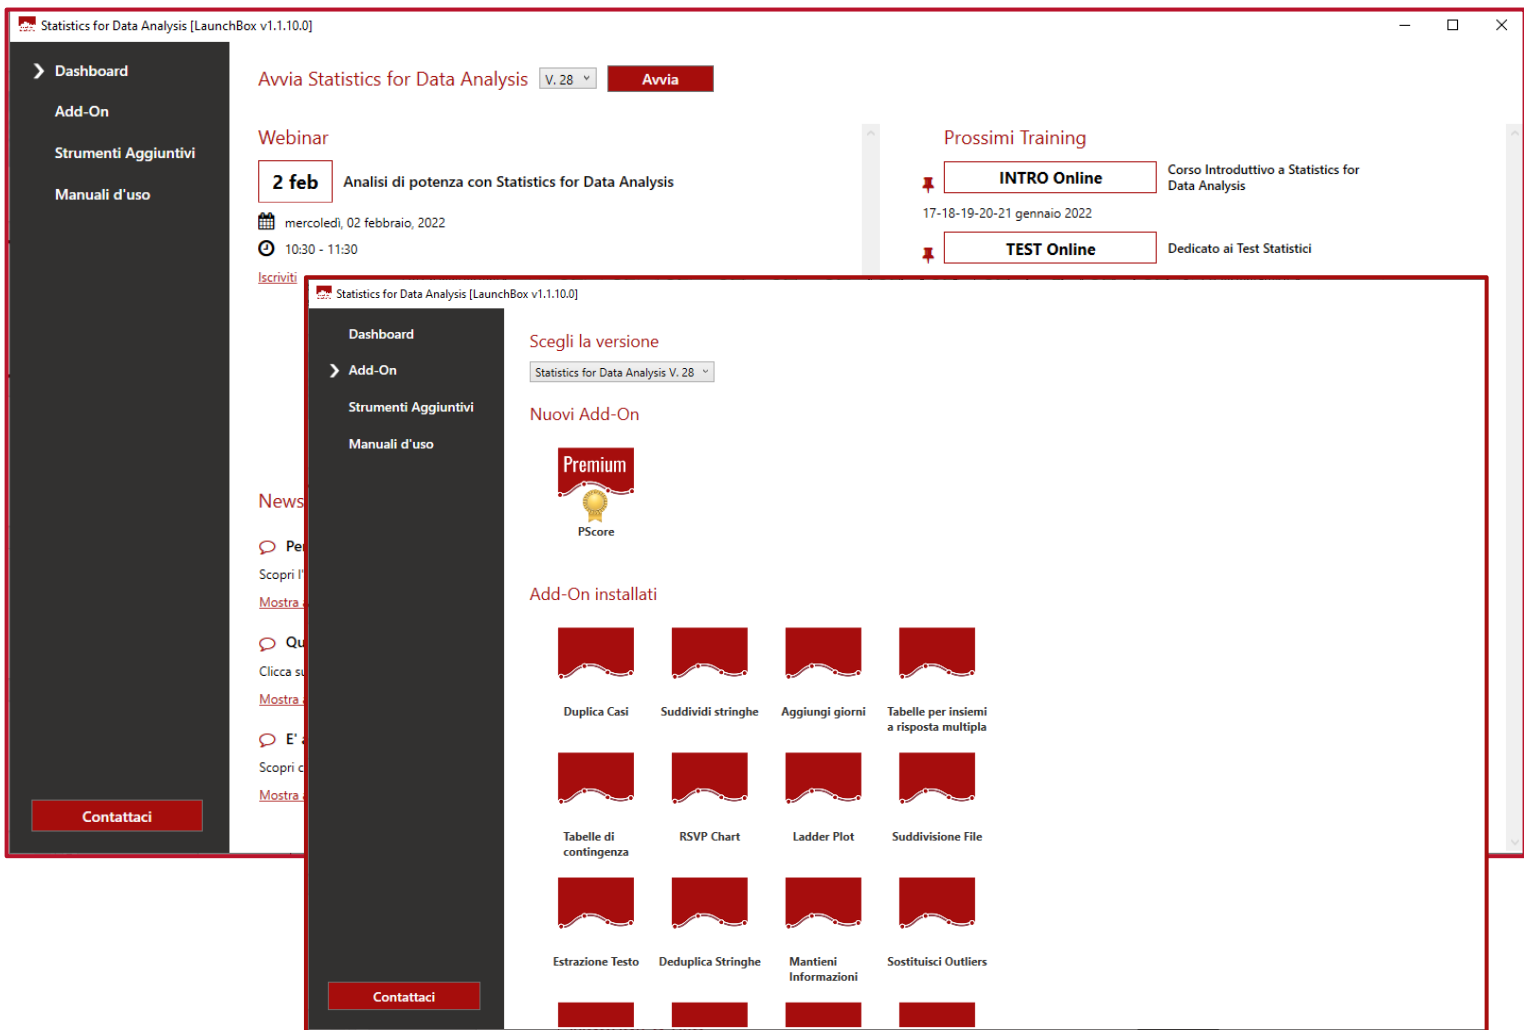 Statistics for Data Analysis [LaunchBox v1.1.10.0]
Dashboard
Add-On
Strumenti Aggiuntivi
Manuali d'uso
Contattaci
Avvia Statistics for Data Analysis V. 28 Avvia
Webinar
2 feb Analisi di potenza con Statistics for Data Analysis
mercoledì, 02 febbraio, 2022
10:30 - 11:30
Iscriviti
News
Scopri l'
Mostra
Clicca
Mostra
E'
Scopri
Mostra
Prossimi Training
INTRO Online
Corso Introduttivo a Statistics for
Data Analysis
17-18-19-20-21 gennaio 2022
TEST Online
Dedicato ai Test Statistici
Statistics for Data Analysis [LaunchBox v1.1.10.0]
Dashboard
Add-On
Strumenti Aggiuntivi
Manuali d'uso
Contattaci
Scegli la versione
Statistics for Data Analysis V. 28
Nuovi Add-On
Premium
PScore
Add-On installati
Duplica Casi
Suddividi stringhe
Aggiungi giorni
Tabelle per insiemi
a risposta multipla
Tabelle di
contingenza
RSVP Chart
Ladder Plot
Suddivisione File
Estrazione Testo
Deduplica Stringhe
Mantieni
Informazioni
Sostituisci Outliers